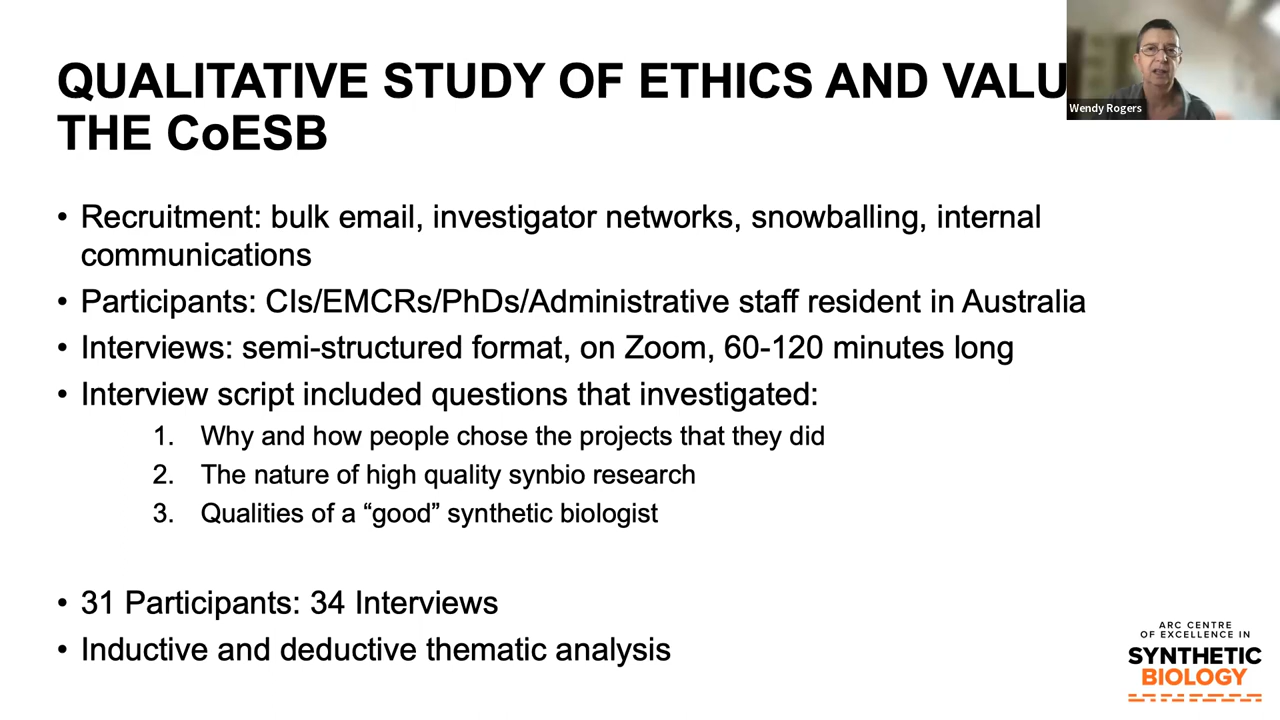 QUALITATIVE STUDY OF ETHICS AND VALU
THE CoESB
Wendy Rogers
• Recruitment: bulk email, investigator networks, snowballing, internal
communications
• Participants: CIs/EMCRs/PhDs/Administrative staff resident in Australia
• Interviews: semi-structured format, on Zoom, 60-120 minutes long
• Interview script included questions that investigated:
1. Why and how people chose the projects that they did
2. The nature of high quality synbio research
3. Qualities of a “good” synthetic biologist
• 31 Participants: 34 Interviews
• Inductive and deductive thematic analysis
ARC CENTRE
OF EXCELLENCE IN
SYNTHETIC
BIOLOGY